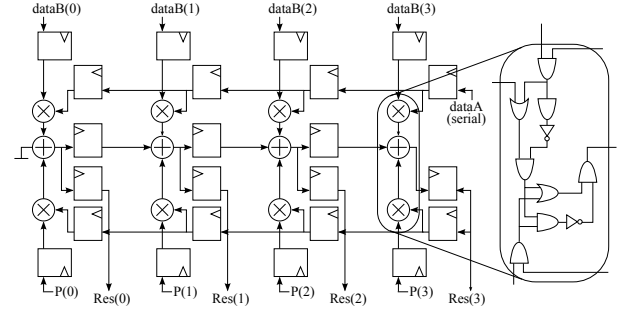 dataB(0) dataB(1) dataB(2) dataB(3)
dataA
(serial)
P(0) Res(0) P(1) Res(1) P(2) Res(2) P(3) Res(3)